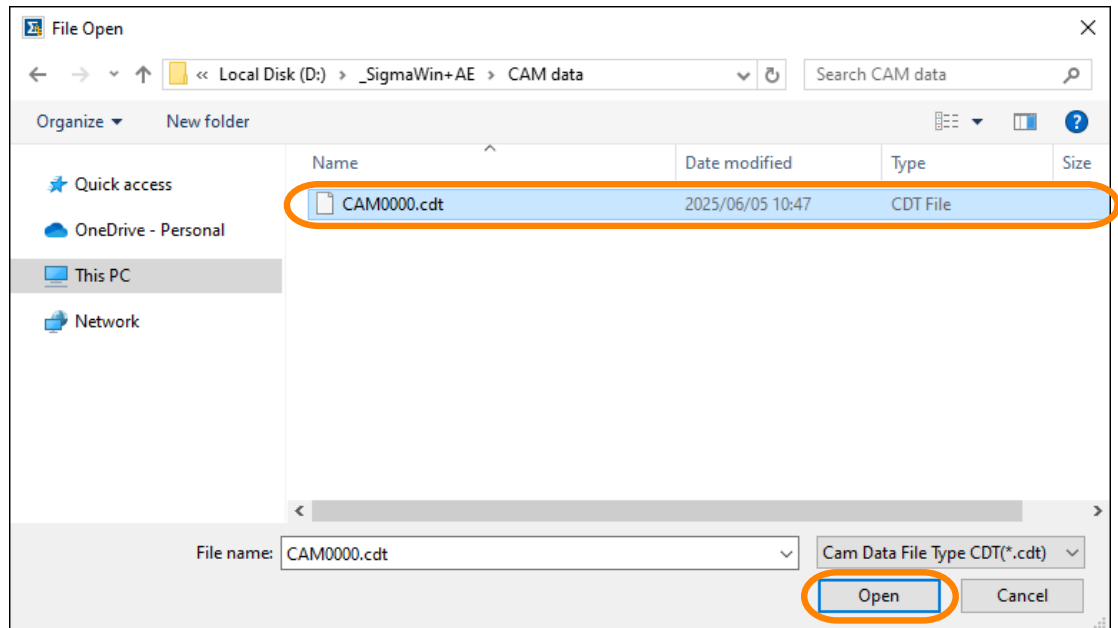 File Open
« Local Disk (D:) › _SigmaWin+AE › CAM data
Search CAM data
Organize
New folder
?
Name
Date modified
Type
Size
Quick access
OneDrive - Personal
This PC
Network
CAM0000.cdt
2025/06/05 10:47
CDT File
File name:
CAM0000.cdt
Cam Data File Type CDT(*.cdt)
Open
Cancel